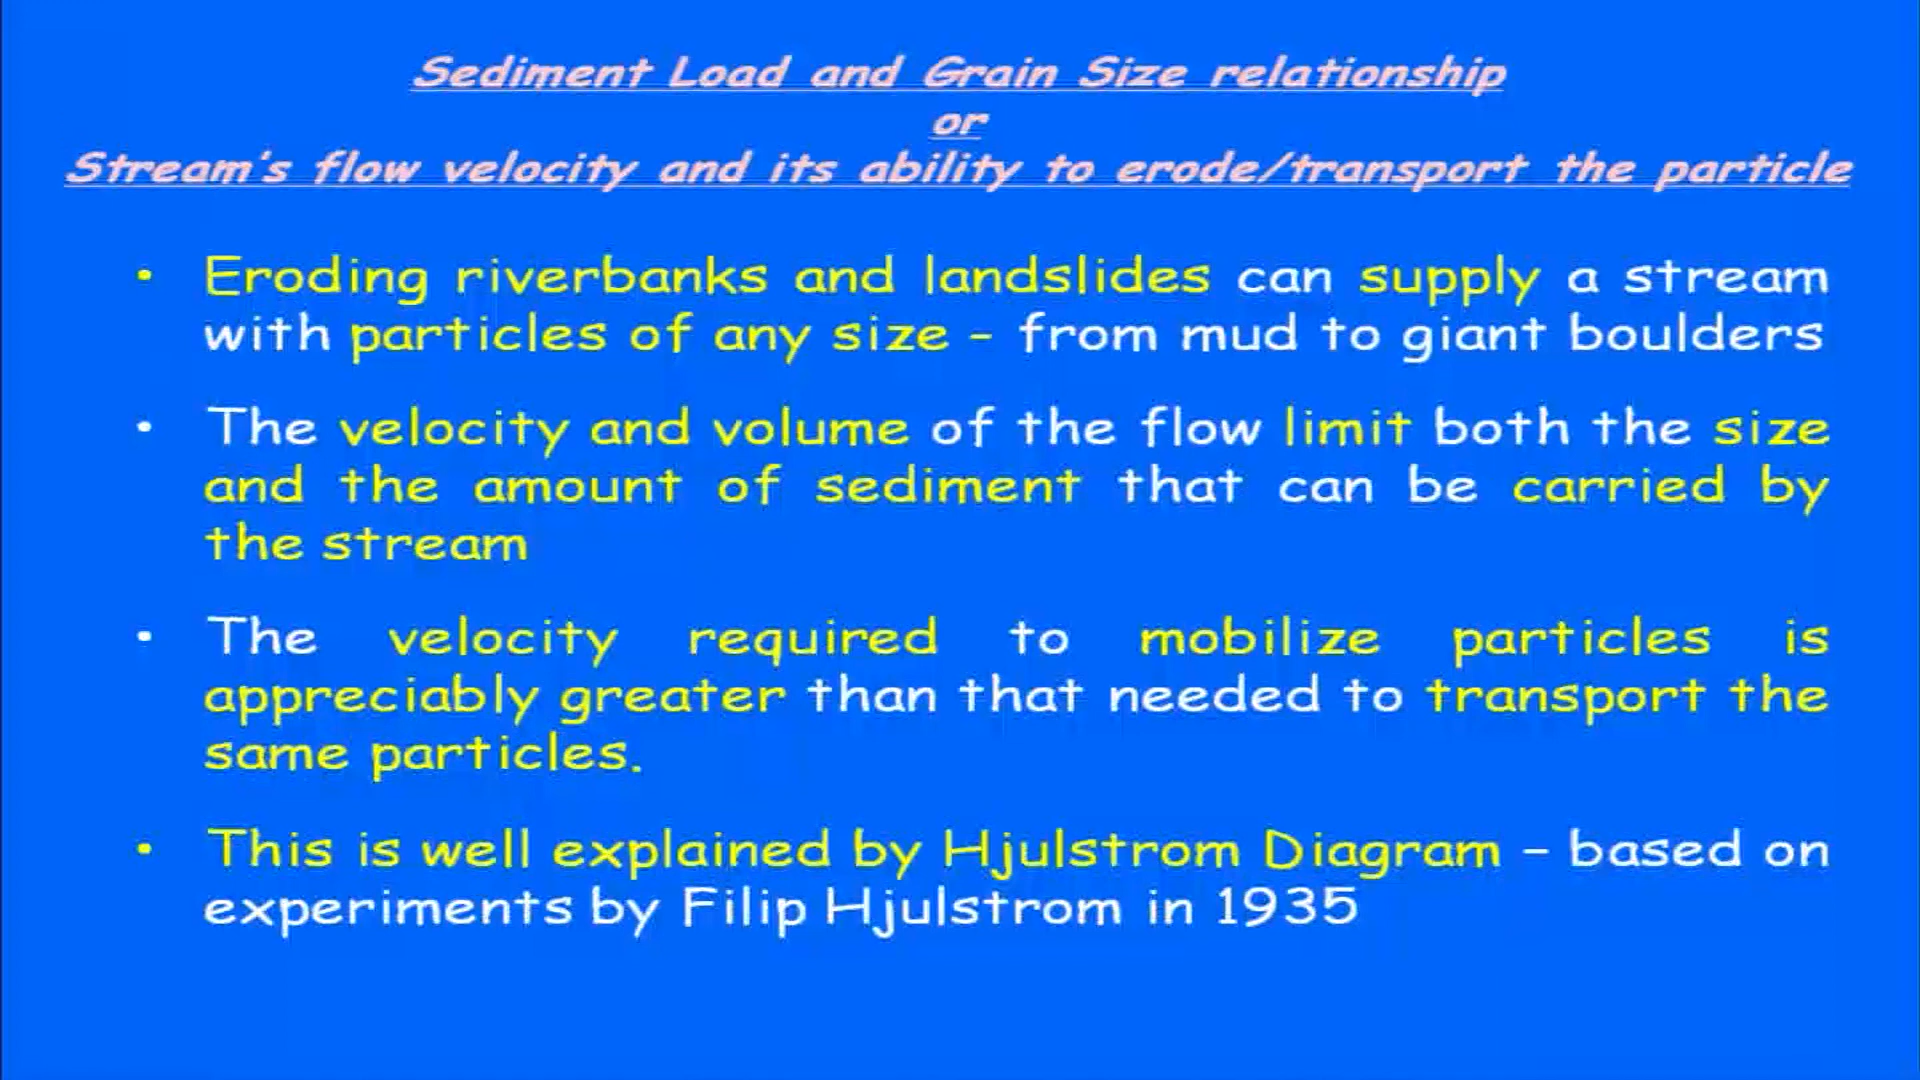 Sediment Load and Grain Size relationship
or
Stream's flow velocity and its ability to erode/transport the particle
• Eroding riverbanks and landslides can supply a stream
with particles of any size – from mud to giant boulders
• The velocity and volume of the flow limit both the size
and the amount of sediment that can be carried by
the stream
• The velocity required to mobilize particles is
appreciably greater than that needed to transport the
same particles.
• This is well explained by Hjulstrom Diagram – based on
experiments by Filip Hjulstrom in 1935